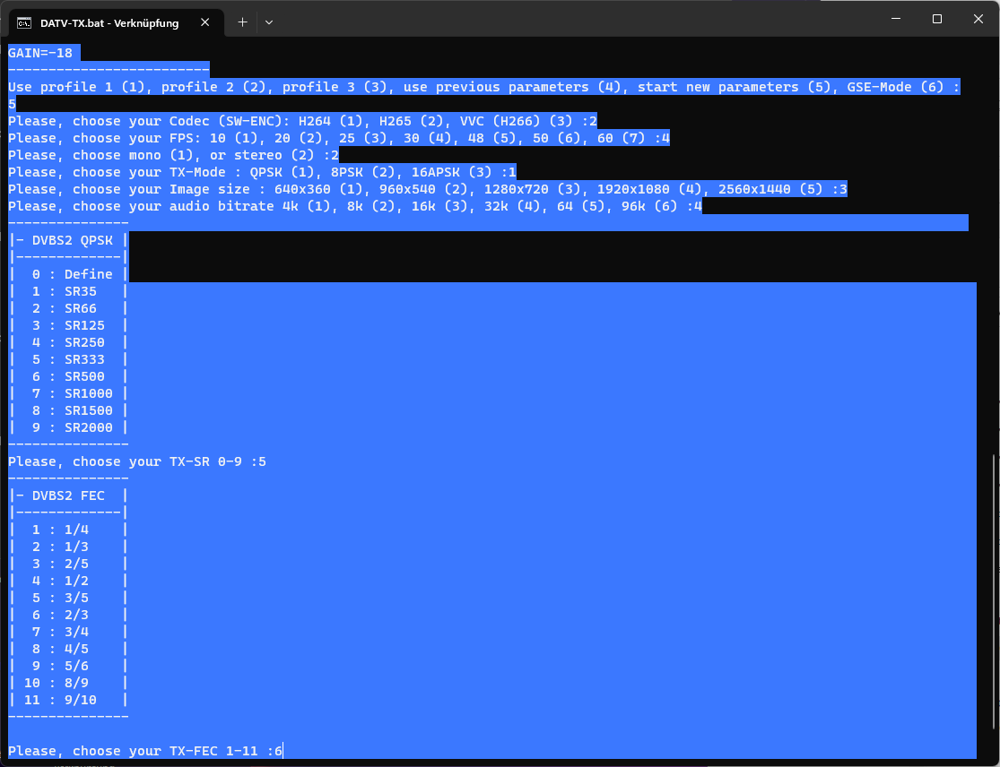 DATV-TX.bat - Verknüpfung
GAIN=-18
-------------------------
Use profile 1 (1), profile 2 (2), profile 3 (3), use previous parameters (4), start new parameters (5), GSE-Mode (6) :
5
Please, choose your Codec (SW-ENC): H264 (1), H265 (2), VVC (H266) (3) :2
Please, choose your FPS: 10 (1), 20 (2), 25 (3), 30 (4), 48 (5), 50 (6), 60 (7) :4
Please, choose mono (1), or stereo (2) :2
Please, choose your TX-Mode : QPSK (1), 8PSK (2), 16APSK (3) :1
Please, choose your Image size : 640x360 (1), 960x540 (2), 1280x720 (3), 1920x1080 (4), 2560x1440 (5) :3
Please, choose your audio bitrate 4k (1), 8k (2), 16k (3), 32k (4), 64 (5), 96k (6) :4
---------------
|- DVBS2 QPSK |
|-------------|
|  0 : Define |
|  1 : SR35   |
|  2 : SR66   |
|  3 : SR125  |
|  4 : SR250  |
|  5 : SR333  |
|  6 : SR500  |
|  7 : SR1000 |
|  8 : SR1500 |
|  9 : SR2000 |
---------------
Please, choose your TX-SR 0-9 :5
---------------
|- DVBS2 FEC  |
|-------------|
|  1 : 1/4    |
|  2 : 1/3    |
|  3 : 2/5    |
|  4 : 1/2    |
|  5 : 3/5    |
|  6 : 2/3    |
|  7 : 3/4    |
|  8 : 4/5    |
|  9 : 5/6    |
| 10 : 8/9    |
| 11 : 9/10   |
---------------
Please, choose your TX-FEC 1-11 :6